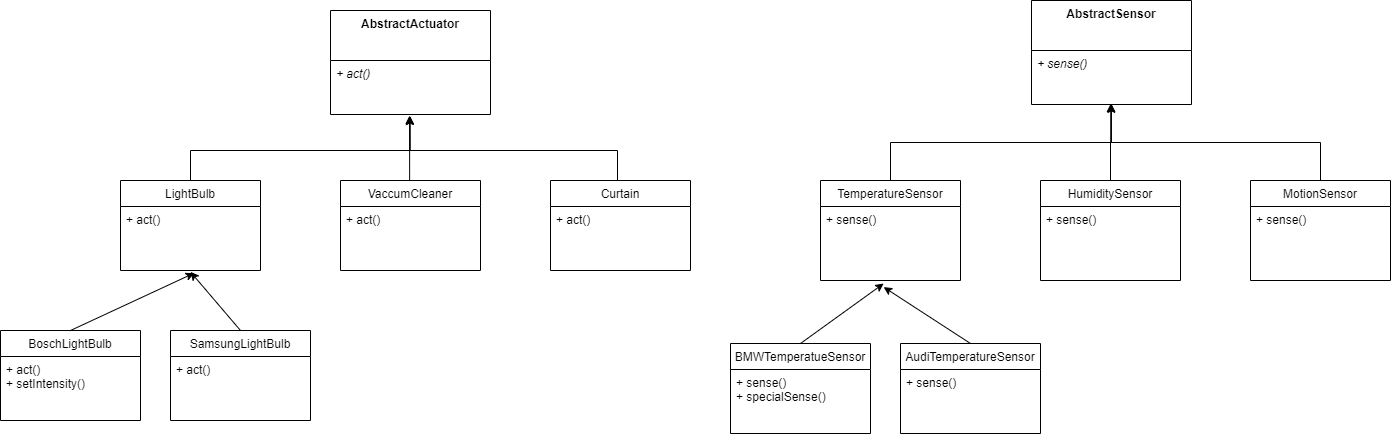 AbstractActuator
+ act()
LightBulb
+ act()
VaccumCleaner
+ act()
Curtain
+ act()
BoschLightBulb
+ act()
+ setIntensity()
SamsungLightBulb
+ act()
AbstractSensor
+ sense()
TemperatureSensor
+ sense()
HumiditySensor
+ sense()
MotionSensor
+ sense()
BMWTemperatueSensor
+ sense()
+ specialSense()
AudiTemperatureSensor
+ sense()